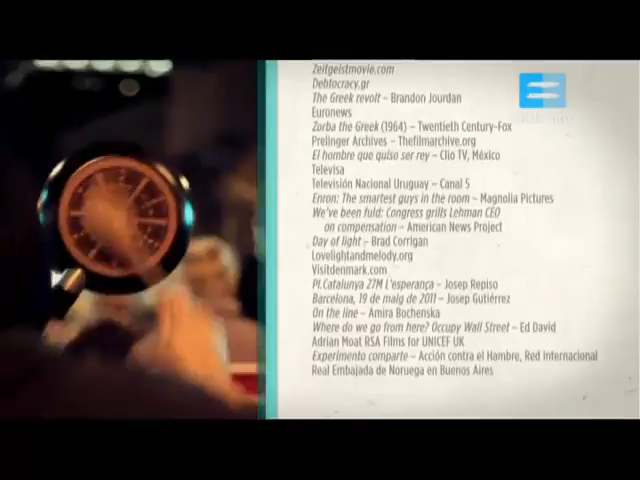 Zeitgeistmovie.com
Debtocracy.gr
The Greek revolt – Brandon Jourdan
Euronews
Zorba the Greek (1964) – Twentieth Century-Fox
Prelinger Archives – Thefilmarchive.org
El hombre que quiso ser rey – Clio TV, México
Televisa
Televisión Nacional Uruguay – Canal 5
Enron: The smartest guys in the room – Magnolia Pictures
We've been fuld: Congress grills Lehman CEO
on compensation – American News Project
Day of light – Brad Corrigan
Lovelightandmelody.org
Visitdenmark.com
Pl.Catalunya 27M L'esperança – Josep Repiso
Barcelona, 19 de maig de 2011 – Josep Gutiérrez
On the line – Amira Bochenska
Where do we go from here? Occupy Wall Street – Ed David
Adrian Moat RSA Films for UNICEF UK
Experimento comparte – Acción contra el Hambre, Red Internacional
Real Embajada de Noruega en Buenos Aires